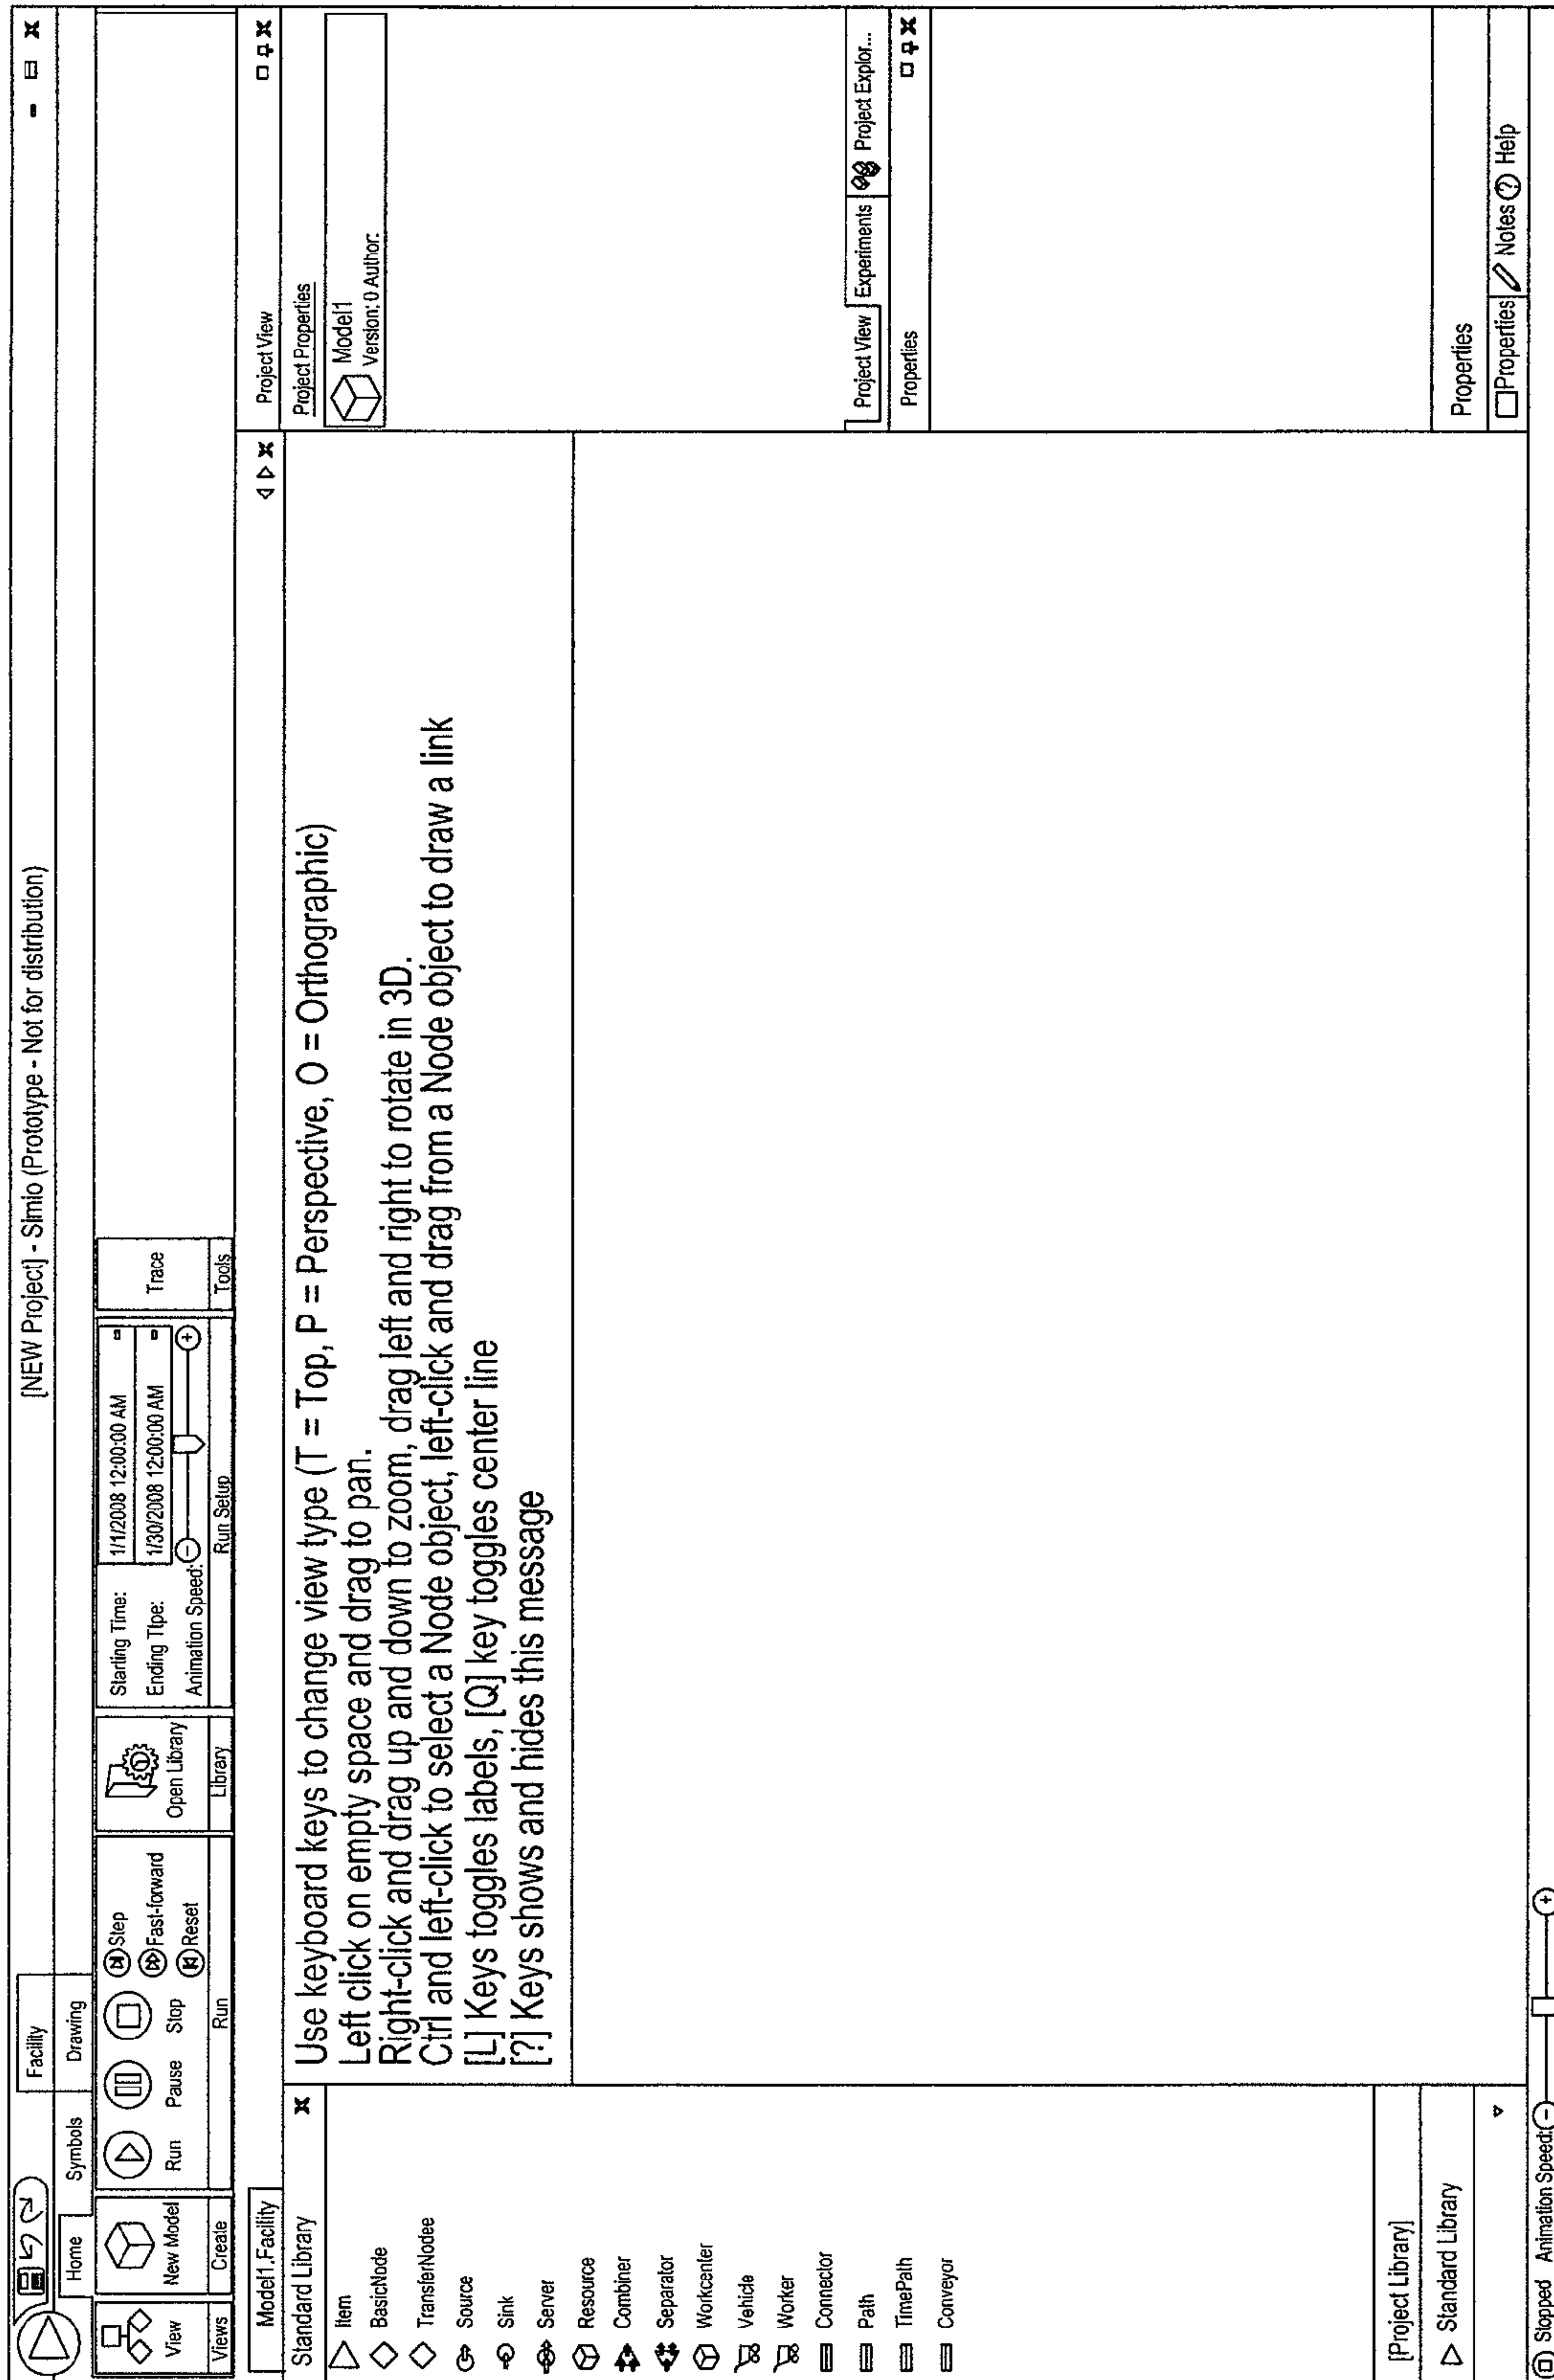 [NEW Project] - Simio (Prototype - Not for distribution)
Facility
Home Symbols Drawing
View
Views
New Model
Create
Run Pause Stop
Step
Fast-forward
Reset
Run
Open Library
Library
Starting Time: 1/1/2008 12:00:00 AM
Ending Ttpe: 1/30/2008 12:00:00 AM
Animation Speed:
Run Setup
Trace
Tools
Model1.Facility
Standard Library
Item
BasicNode
TransferNodee
Source
Sink
Server
Resource
Combiner
Separator
Workcenter
Vehicle
Worker
Connector
Path
TimePath
Conveyor
[Project Library]
Standard Library
Use keyboard keys to change view type (T = Top, P = Perspective, O = Orthographic)
Left click on empty space and drag to pan.
Right-click and drag up and down to zoom, drag left and right to rotate in 3D.
Ctrl and left-click to select a Node object, left-click and drag from a Node object to draw a link
[L] Keys toggles labels, [Q] key toggles center line
[?] Keys shows and hides this message
Project View
Project Properties
Model1
Version: 0 Author:
Project View Experiments Project Explor...
Properties
Properties
Properties Notes Help
Stopped Animation Speed: